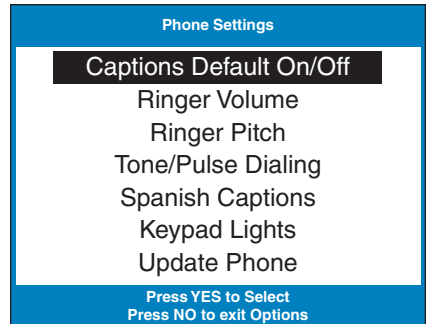 Phone Settings
Captions Default On/Off
Ringer Volume
Ringer Pitch
Tone/Pulse Dialing
Spanish Captions
Keypad Lights
Update Phone
Press YES to Select
Press NO to exit Options